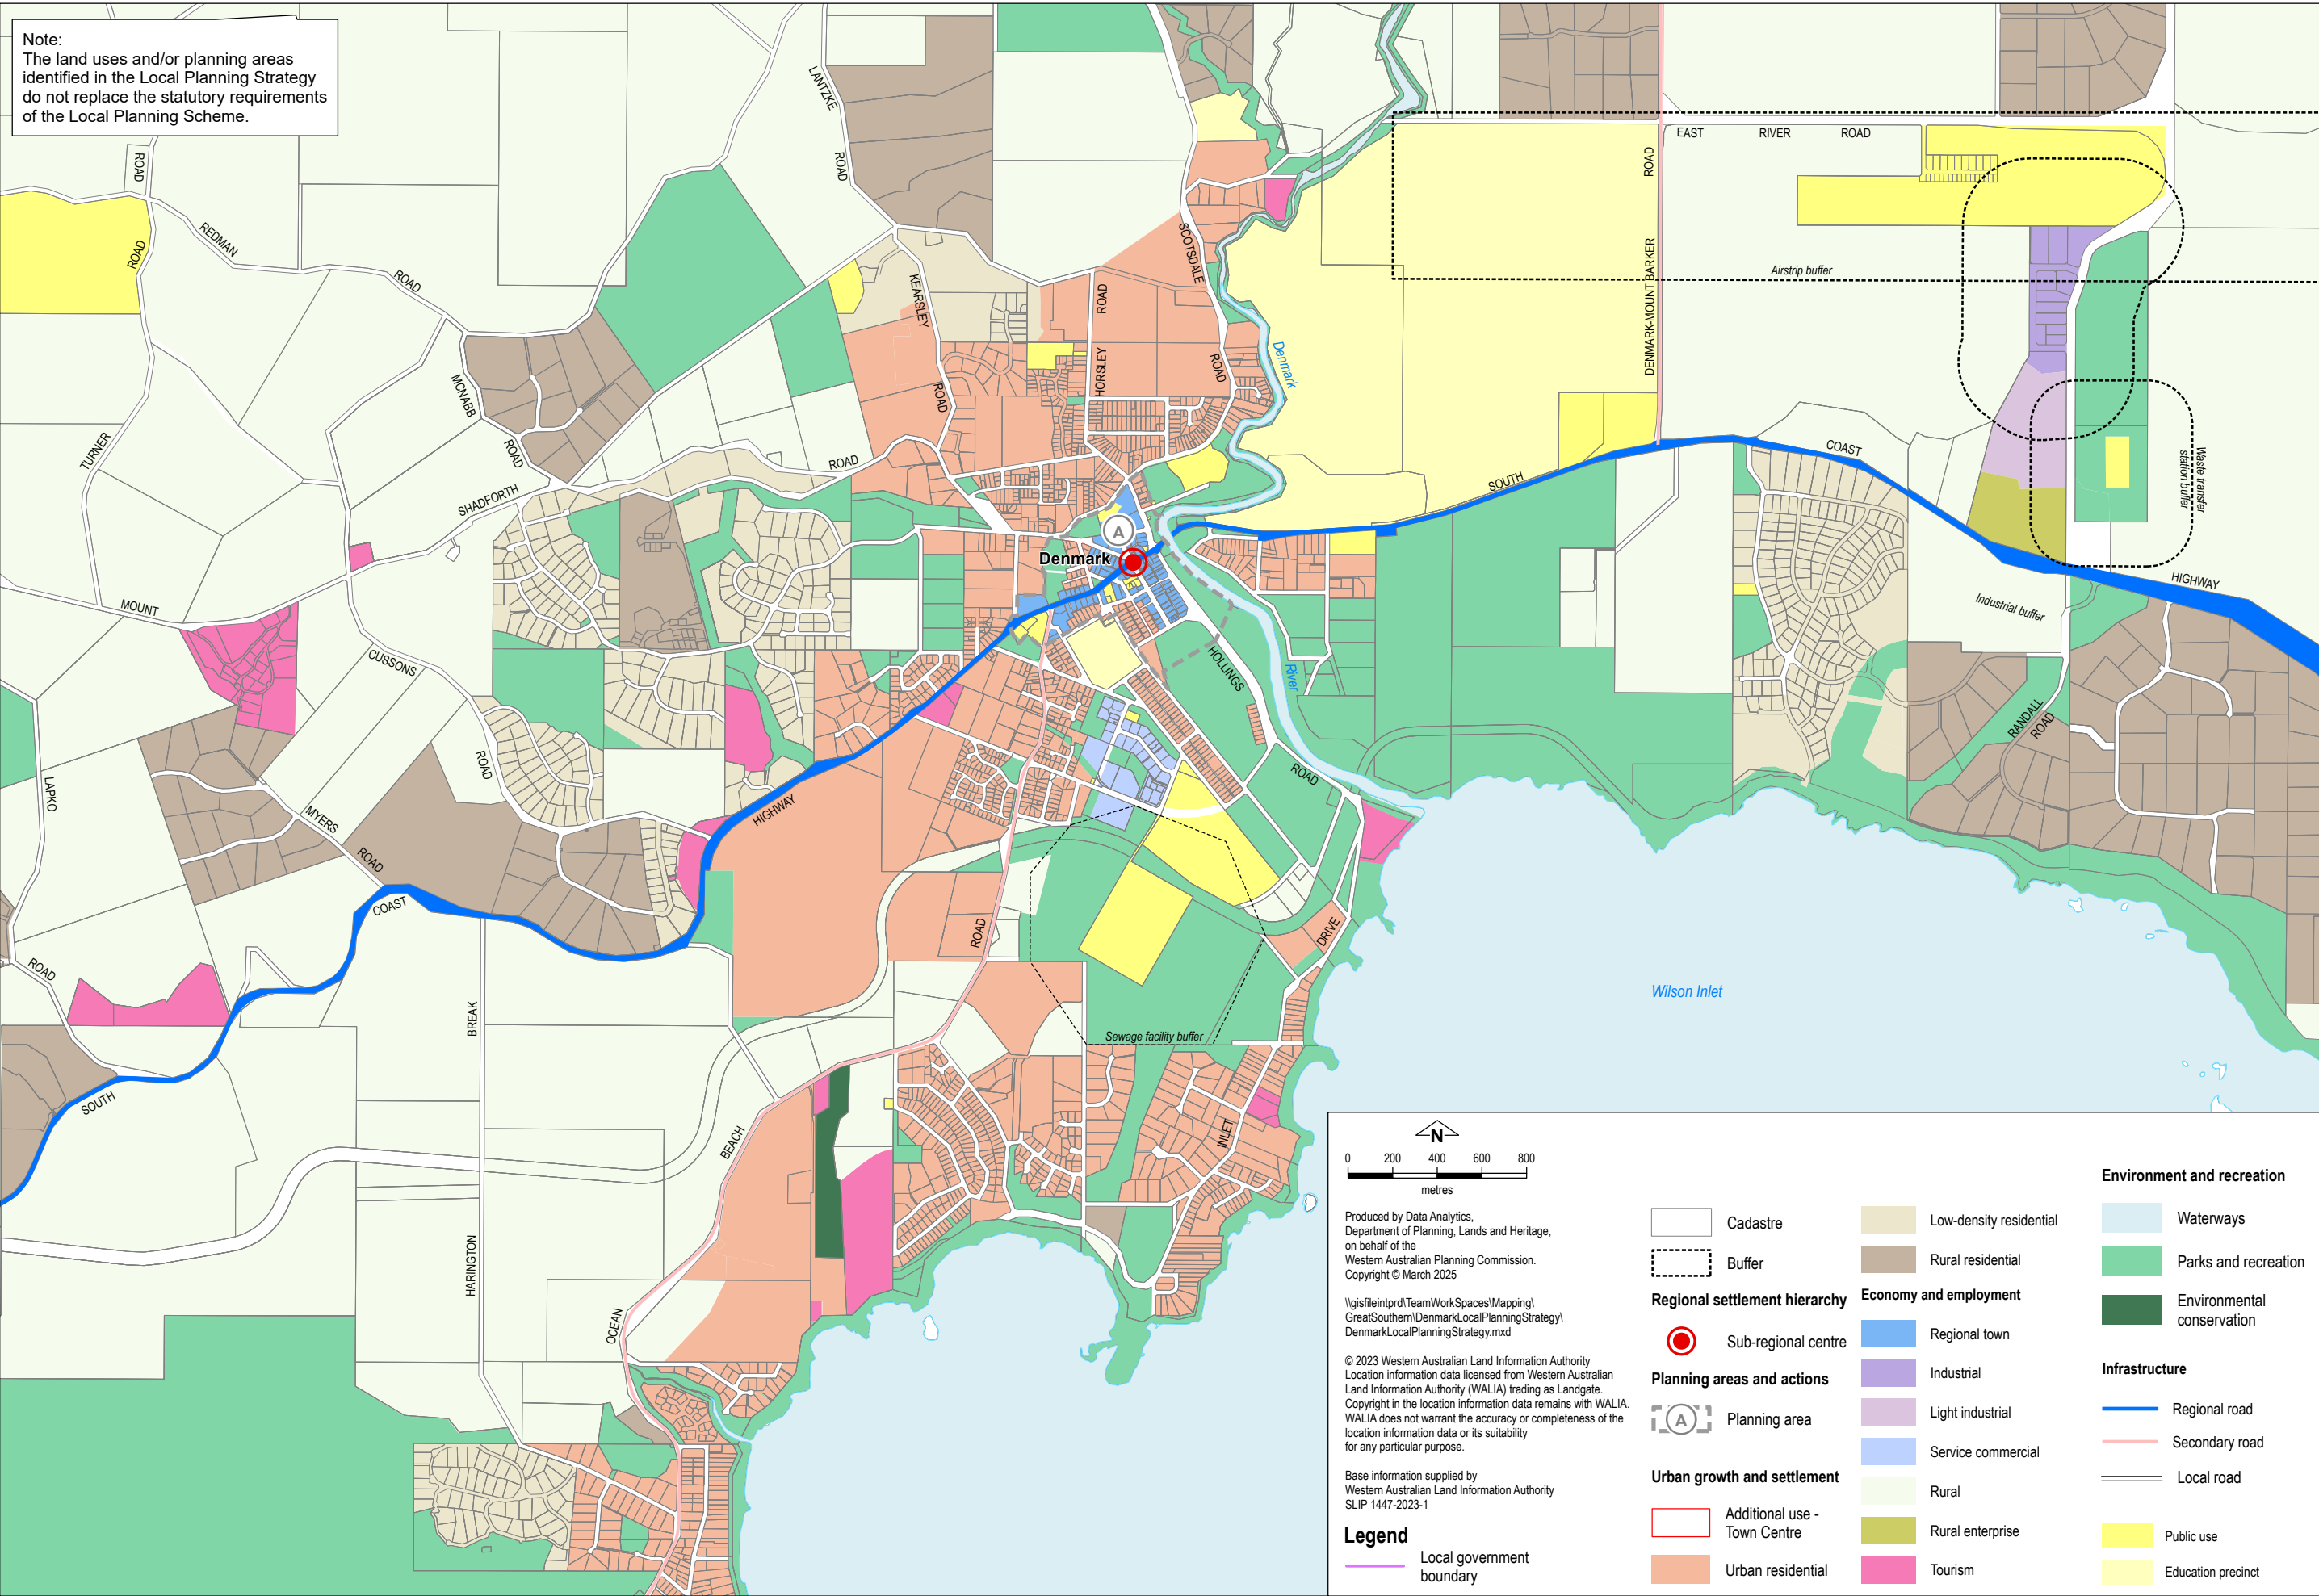 Note:
The land uses and/or planning areas
identified in the Local Planning Strategy
do not replace the statutory requirements
of the Local Planning Scheme.
LANTZKE
ROAD
ROAD
ROAD
REDMAN
ROAD
EAST RIVER ROAD
ROAD
DENMARK-MOUNT BARKER
Airstrip buffer
SCOTSDALE
ROAD
KEARSLEY
ROAD
ROAD
HORSLEY
Denmark
MCNABB
ROAD
TURNER
SHADFORTH
ROAD
SOUTH
COAST
HIGHWAY
Waste transfer
station buffer
A
Denmark
MOUNT
Industrial buffer
CUSSONS
ROAD
HOLLINGS
ROAD
River
RANDALL
ROAD
LAPKO
ROAD
MYERS
ROAD
HIGHWAY
COAST
SOUTH
ROAD
DRIVE
Wilson Inlet
BREAK
Sewage facility buffer
BEACH
INLET
HARINGTON
OCEAN
N
0 200 400 600 800
metres
Produced by Data Analytics,
Department of Planning, Lands and Heritage,
on behalf of the
Western Australian Planning Commission.
Copyright © March 2025
\\gisfileintprd\TeamWorkSpaces\Mapping\
GreatSouthern\DenmarkLocalPlanningStrategy\
DenmarkLocalPlanningStrategy.mxd
© 2023 Western Australian Land Information Authority
Location information data licensed from Western Australian
Land Information Authority (WALIA) trading as Landgate.
Copyright in the location information data remains with WALIA.
WALIA does not warrant the accuracy or completeness of the
location information data or its suitability
for any particular purpose.
Base information supplied by
Western Australian Land Information Authority
SLIP 1447-2023-1
Legend
Local government
boundary
Cadastre
Buffer
Regional settlement hierarchy
Sub-regional centre
Planning areas and actions
A
Planning area
Urban growth and settlement
Additional use -
Town Centre
Urban residential
Low-density residential
Rural residential
Economy and employment
Regional town
Industrial
Light industrial
Service commercial
Rural
Rural enterprise
Tourism
Environment and recreation
Waterways
Parks and recreation
Environmental
conservation
Infrastructure
Regional road
Secondary road
Local road
Public use
Education precinct